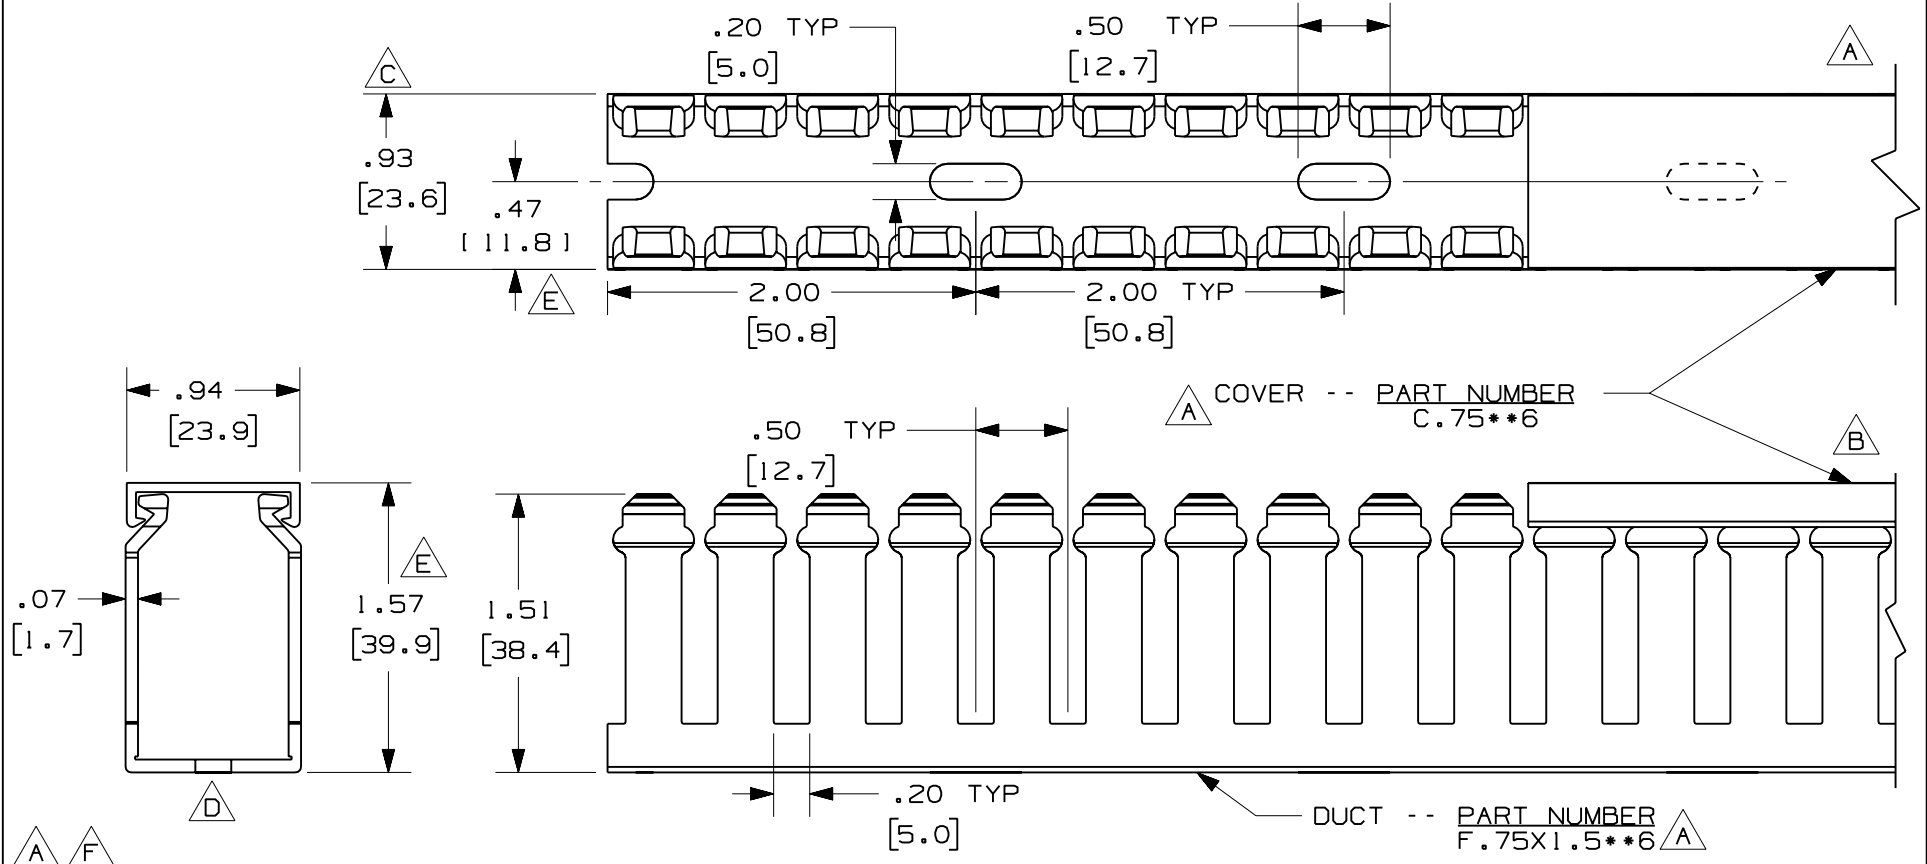 .20 TYP
[5.0]
.50 TYP
[12.7]
A
C
.93
[23.6]
.47
[11.8]
E
2.00
[50.8]
2.00 TYP
[50.8]
.94
[23.9]
A COVER -- PART NUMBER
C.75**6
B
.50 TYP
[12.7]
E
.07
[1.7]
1.57
[39.9]
1.51
[38.4]
D
.20 TYP
[5.0]
DUCT -- PART NUMBER
F.75X1.5**6 A
A F